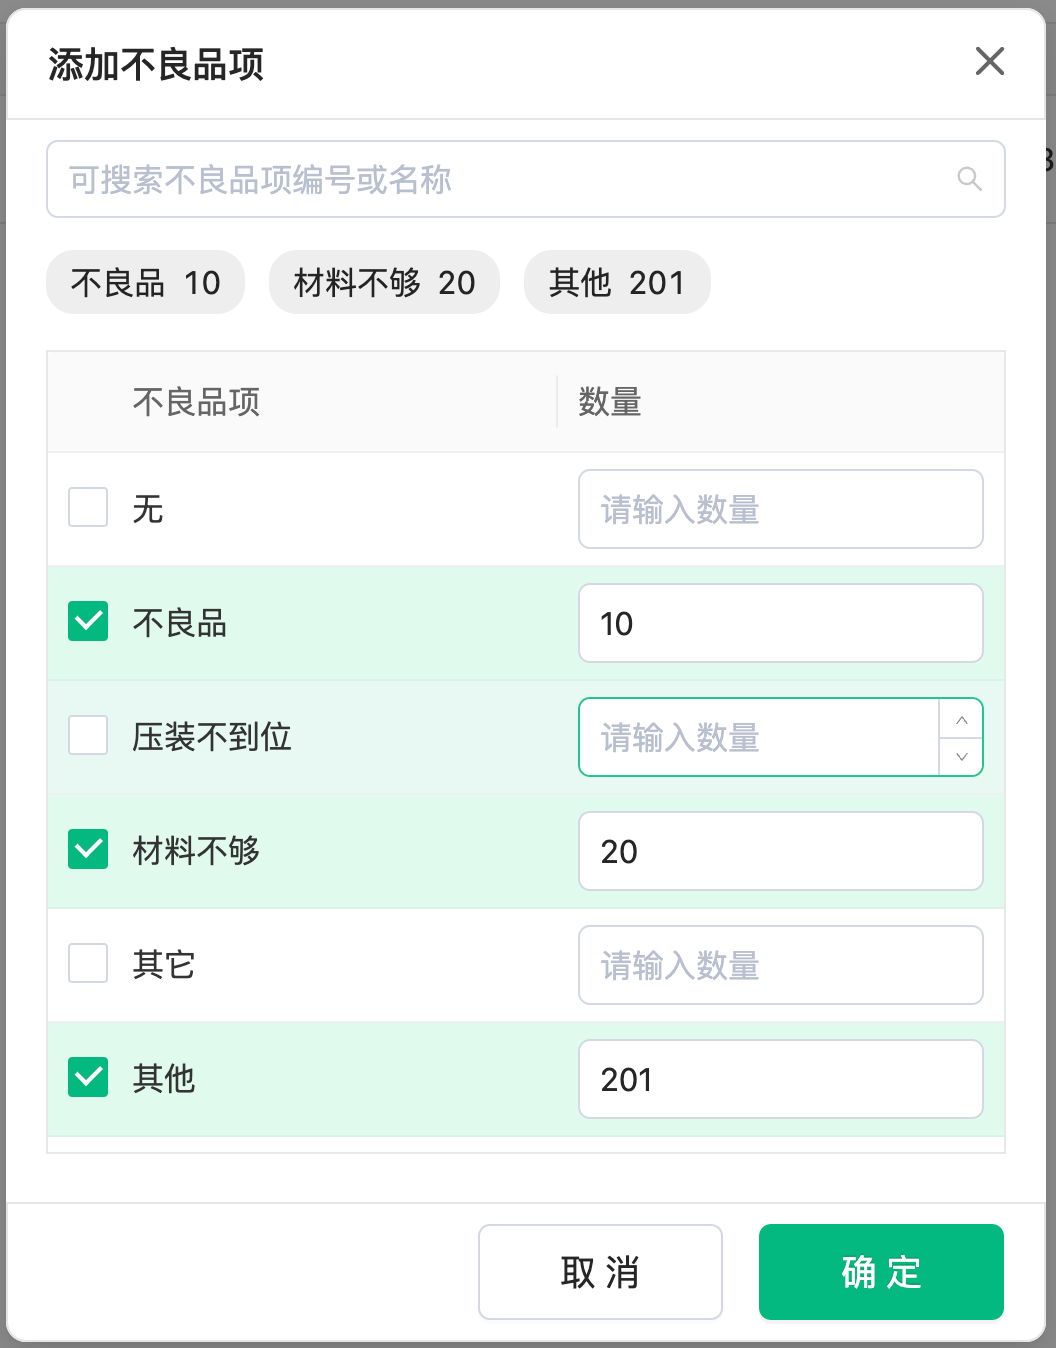 添加不良品项
可搜索不良品项编号或名称
不良品 10 材料不够 20 其他 201
不良品项 数量
无 请输入数量
不良品 10
压装不到位 请输入数量
材料不够 20
其它 请输入数量
其他 201
取消 确定